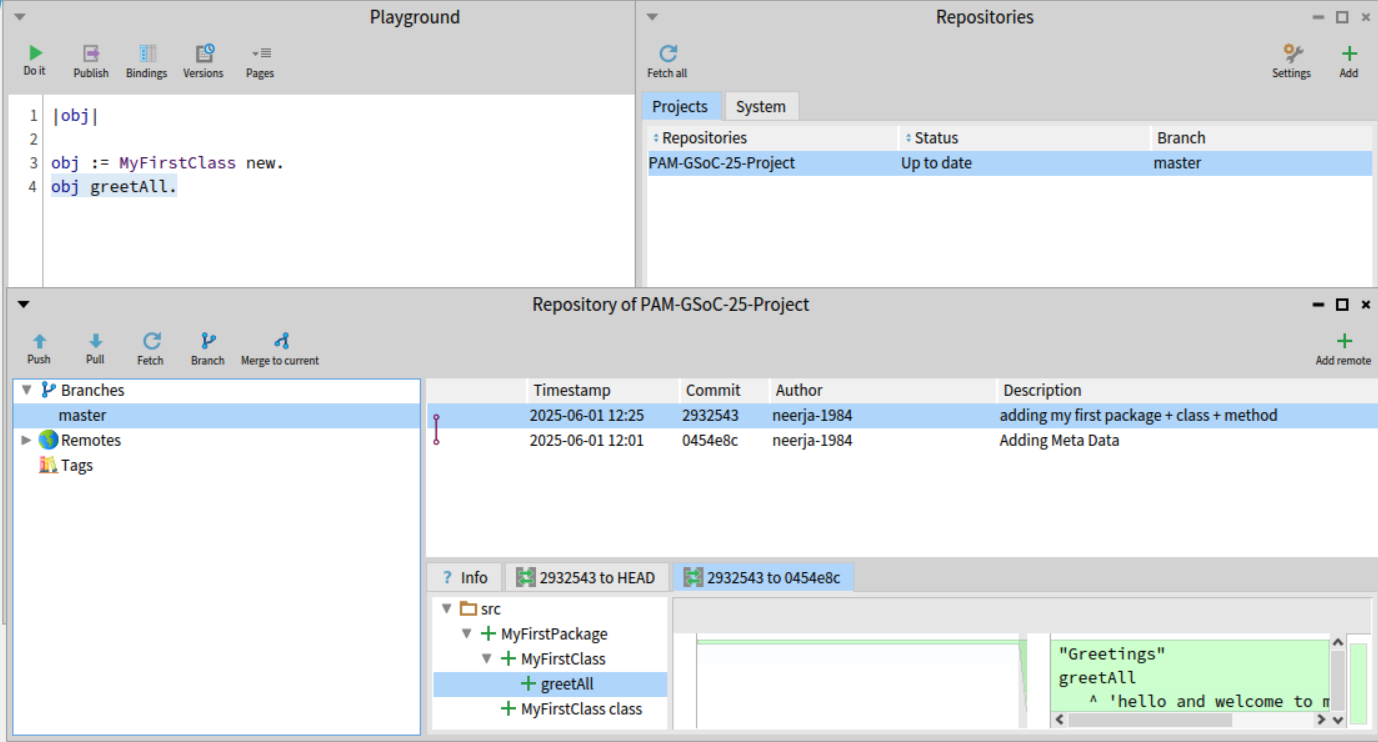 Playground
Do it Publish Bindings Versions Pages
1 |obj|
2
3 obj := MyFirstClass new.
4 obj greetAll.
Repositories
Fetch all Settings Add
Projects System
Repositories Status Branch
PAM-GSoC-25-Project Up to date master
Repository of PAM-GSoC-25-Project
Push Pull Fetch Branch Merge to current Add remote
Branches
master
Remotes
Tags
Timestamp Commit Author Description
2025-06-01 12:25 2932543 neerja-1984 adding my first package + class + method
2025-06-01 12:01 0454e8c neerja-1984 Adding Meta Data
? Info 2932543 to HEAD 2932543 to 0454e8c
src
MyFirstPackage
MyFirstClass
greetAll
MyFirstClass class
"Greetings"
greetAll
^ 'hello and welcome to